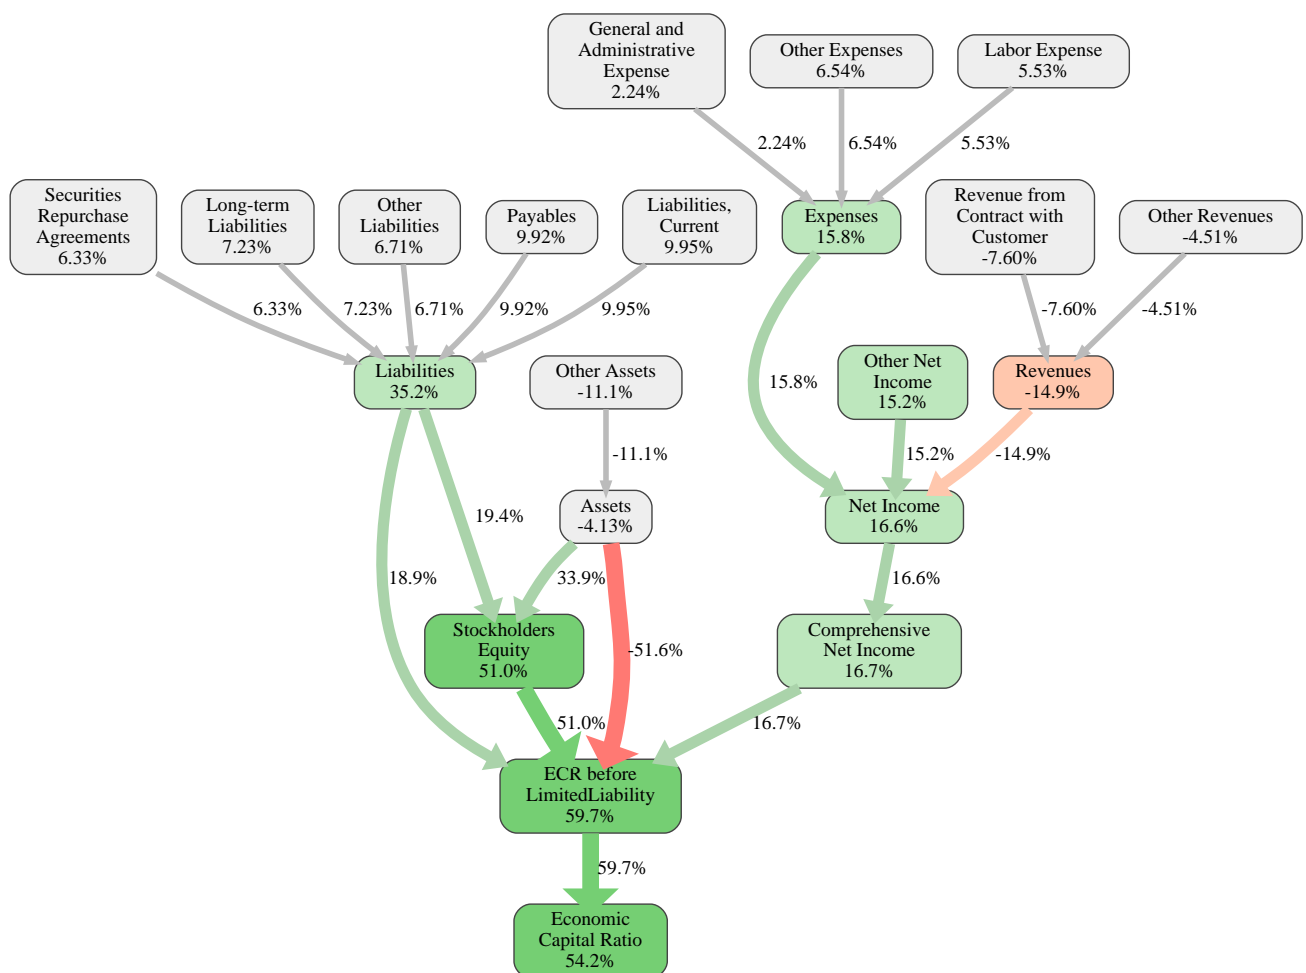 General and
Administrative
Expense
2.24%
Other Expenses
6.54%
Labor Expense
5.53%
2.24%
6.54%
5.53%
Securities
Repurchase
Agreements
6.33%
Long-term
Liabilities
7.23%
Other
Liabilities
6.71%
Payables
9.92%
Liabilities,
Current
9.95%
Expenses
15.8%
Revenue from
Contract with
Customer
-7.60%
Other Revenues
-4.51%
6.33%
7.23%
6.71%
9.92%
9.95%
-7.60%
-4.51%
Liabilities
35.2%
Other Assets
-11.1%
15.8%
Other Net
Income
15.2%
Revenues
-14.9%
-11.1%
15.2%
-14.9%
19.4%
Assets
-4.13%
Net Income
16.6%
18.9%
33.9%
16.6%
Stockholders
Equity
51.0%
-51.6%
Comprehensive
Net Income
16.7%
51.0%
16.7%
ECR before
LimitedLiability
59.7%
59.7%
Economic
Capital Ratio
54.2%